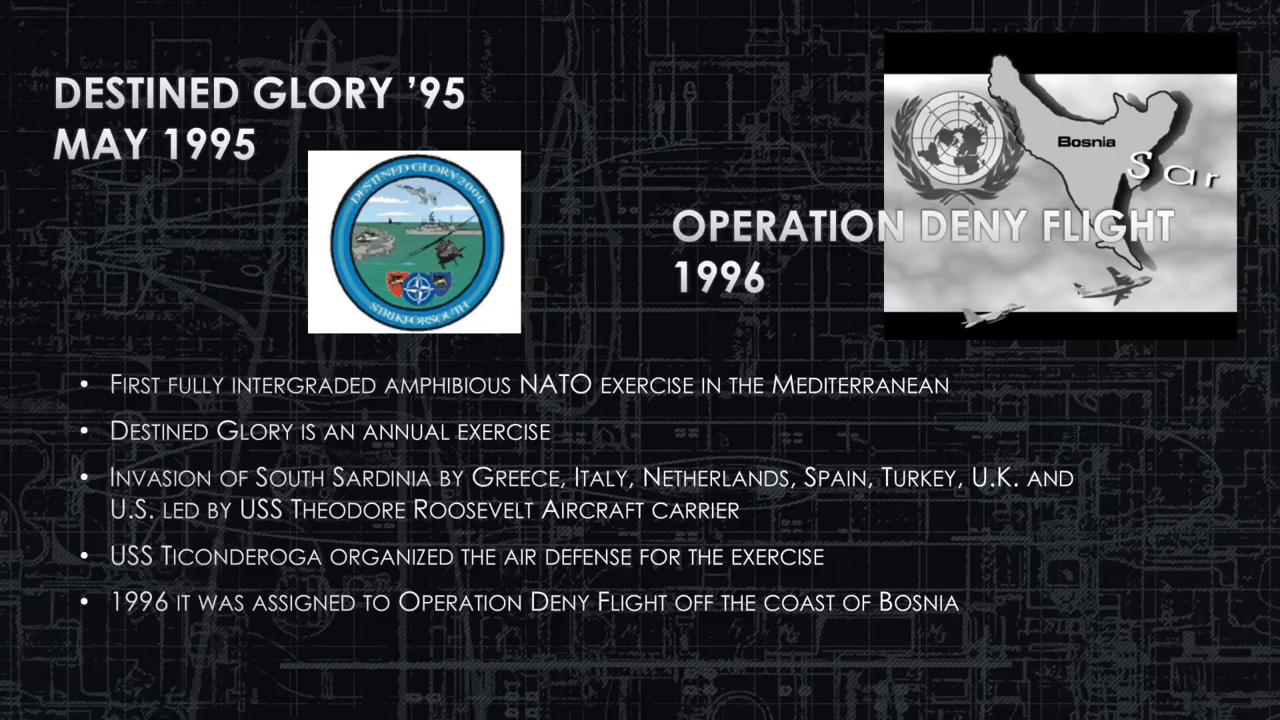 DESTINED GLORY ’95
MAY 1995
DESTINED GLORY 2000
STRIKFORSOUTH
Bosnia
Sar
OPERATION DENY FLIGHT
1996
• FIRST FULLY INTERGRADED AMPHIBIOUS NATO EXERCISE IN THE MEDITERRANEAN
• DESTINED GLORY IS AN ANNUAL EXERCISE
• INVASION OF SOUTH SARDINIA BY GREECE, ITALY, NETHERLANDS, SPAIN, TURKEY, U.K. AND
U.S. LED BY USS THEODORE ROOSEVELT AIRCRAFT CARRIER
• USS TICONDEROGA ORGANIZED THE AIR DEFENSE FOR THE EXERCISE
• 1996 IT WAS ASSIGNED TO OPERATION DENY FLIGHT OFF THE COAST OF BOSNIA